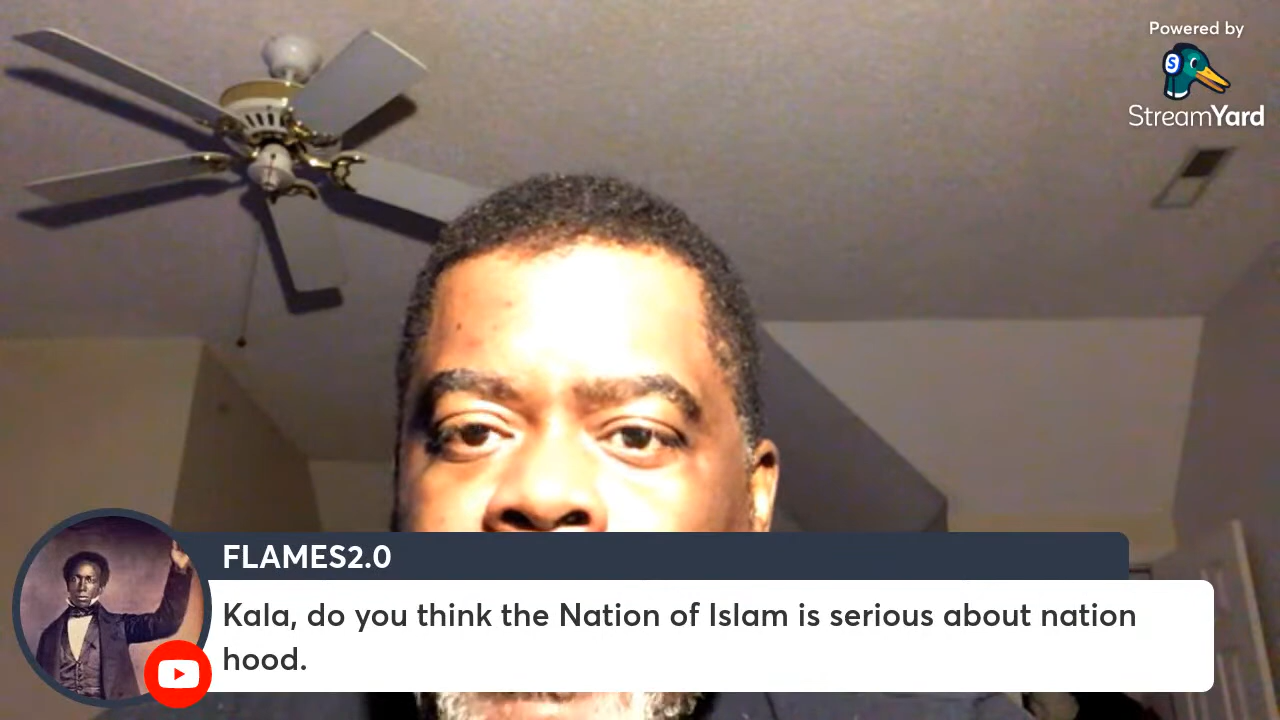 Powered by
S
StreamYard
FLAMES2.0
Kala, do you think the Nation of Islam is serious about nation
hood.